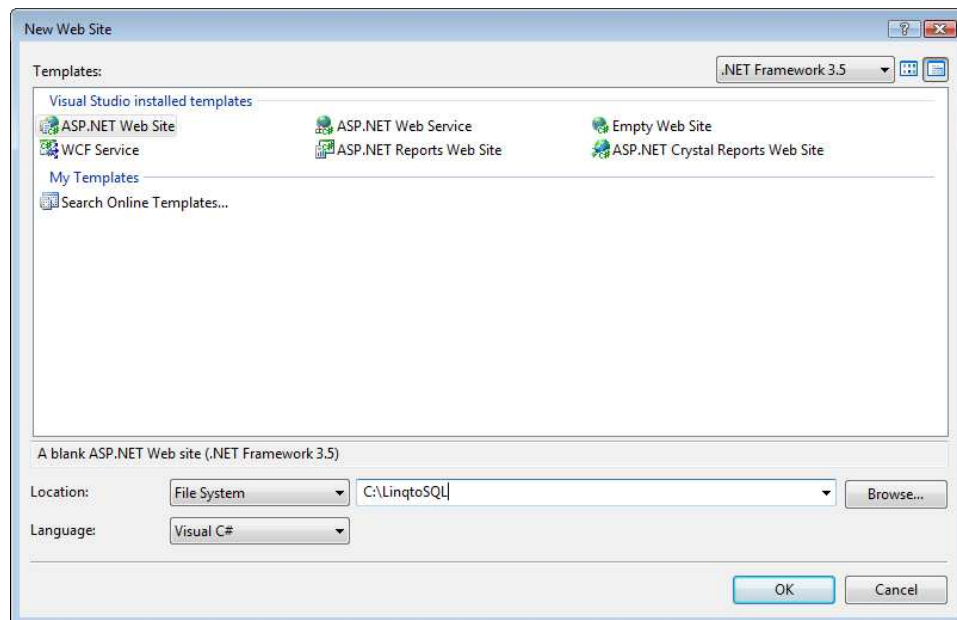 New Web Site
Templates: .NET Framework 3.5
Visual Studio installed templates
ASP.NET Web Site ASP.NET Web Service Empty Web Site
WCF Service ASP.NET Reports Web Site ASP.NET Crystal Reports Web Site
My Templates
Search Online Templates...
A blank ASP.NET Web site (.NET Framework 3.5)
Location: File System C:\LinqtoSQL Browse...
Language: Visual C#
OK Cancel